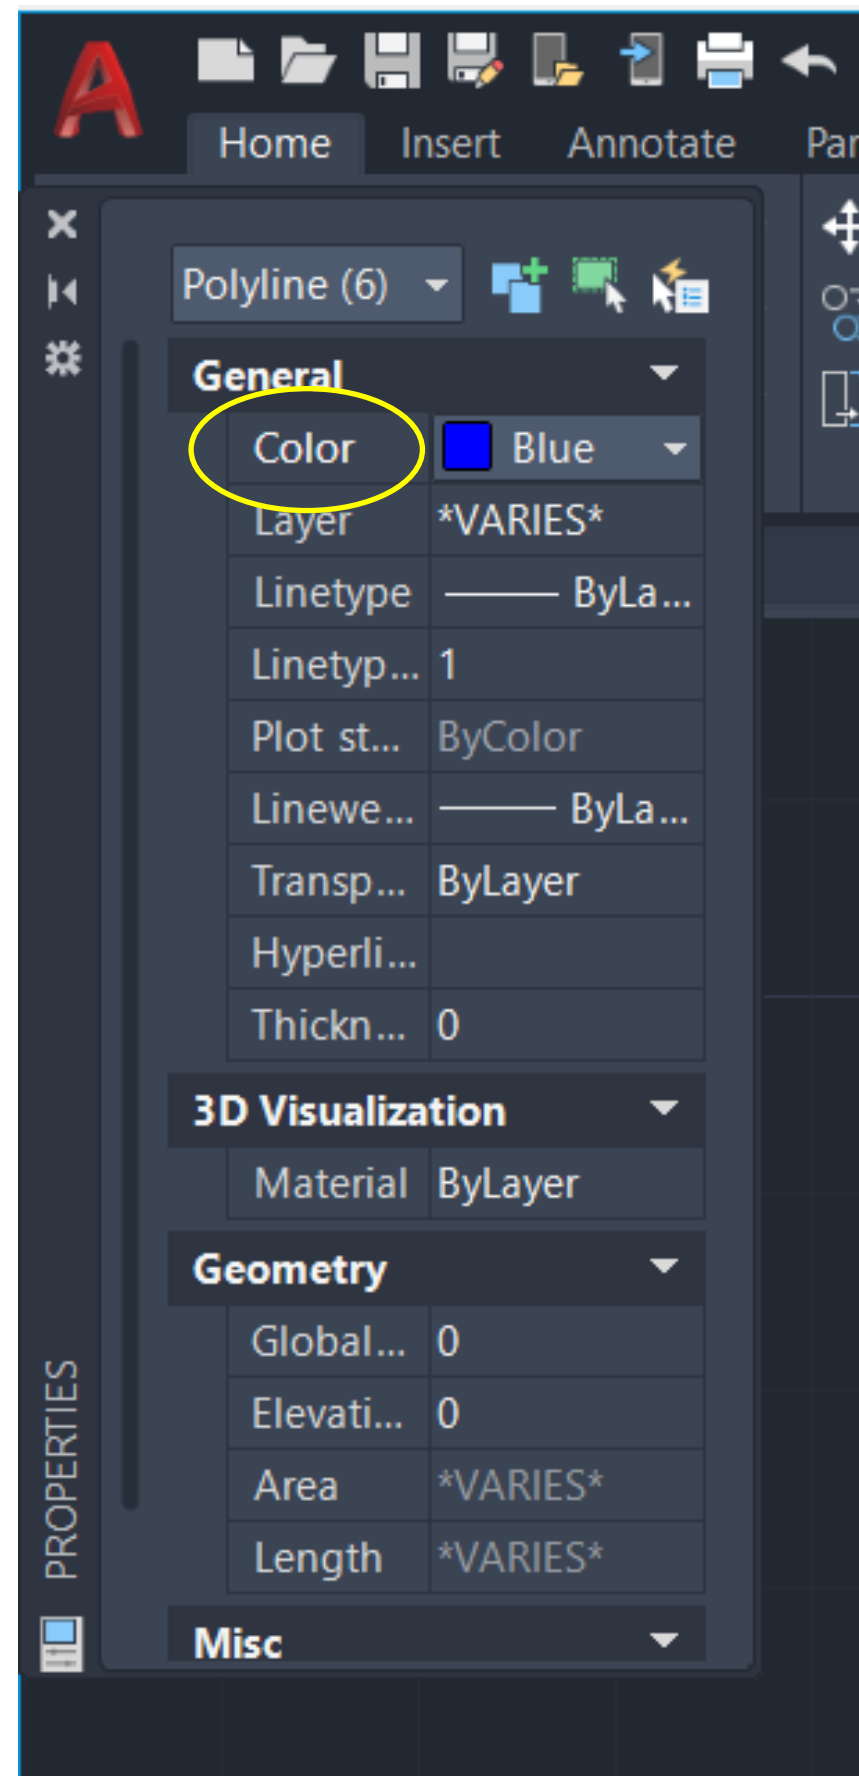 Home Insert Annotate Par
Polyline (6)
General
Color Blue
Layer *VARIES*
Linetype ByLa...
Linetyp... 1
Plot st... ByColor
Linewe... ByLa...
Transp... ByLayer
Hyperli...
Thickn... 0
3D Visualization
Material ByLayer
Geometry
Global... 0
Elevati... 0
Area *VARIES*
Length *VARIES*
Misc
PROPERTIES